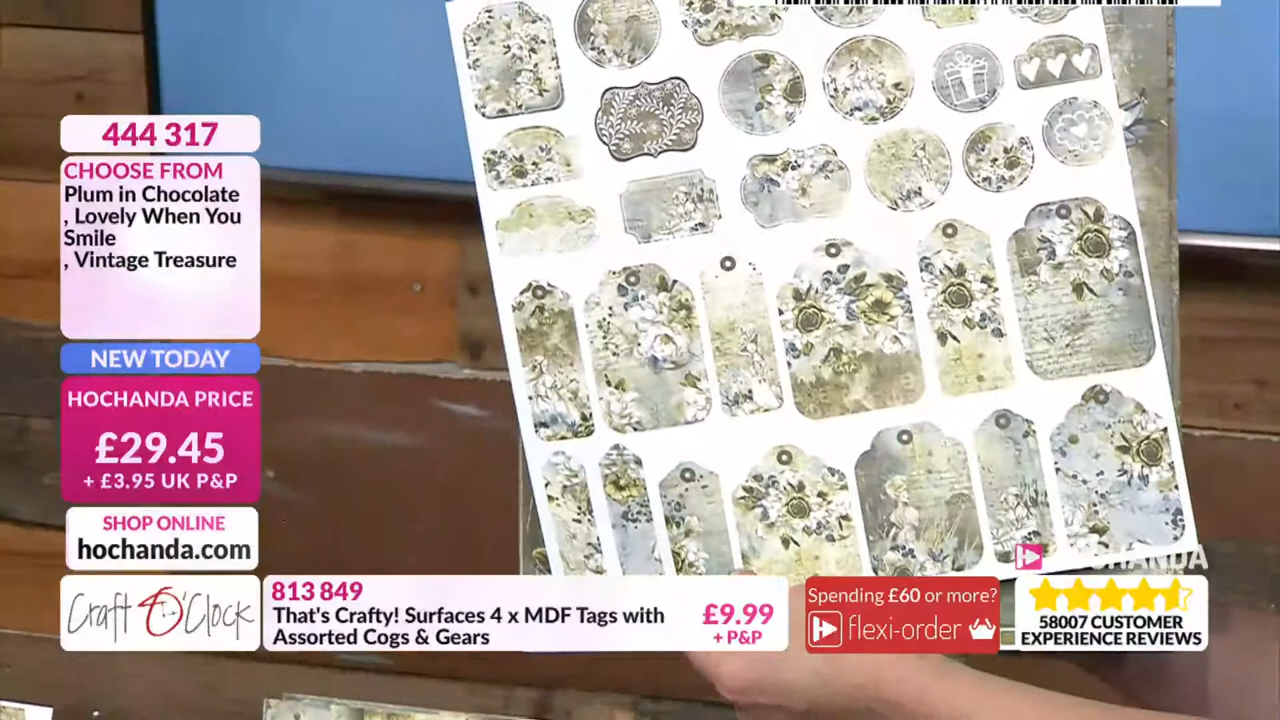 444 317
CHOOSE FROM
Plum in Chocolate
, Lovely When You
Smile
, Vintage Treasure
NEW TODAY
HOCHANDA PRICE
£29.45
+ £3.95 UK P&P
SHOP ONLINE
hochanda.com
Craft O'Clock
813 849
That's Crafty! Surfaces 4 x MDF Tags with
Assorted Cogs & Gears
£9.99
+ P&P
Spending £60 or more?
flexi-order
HOCHANDA
58007 CUSTOMER
EXPERIENCE REVIEWS